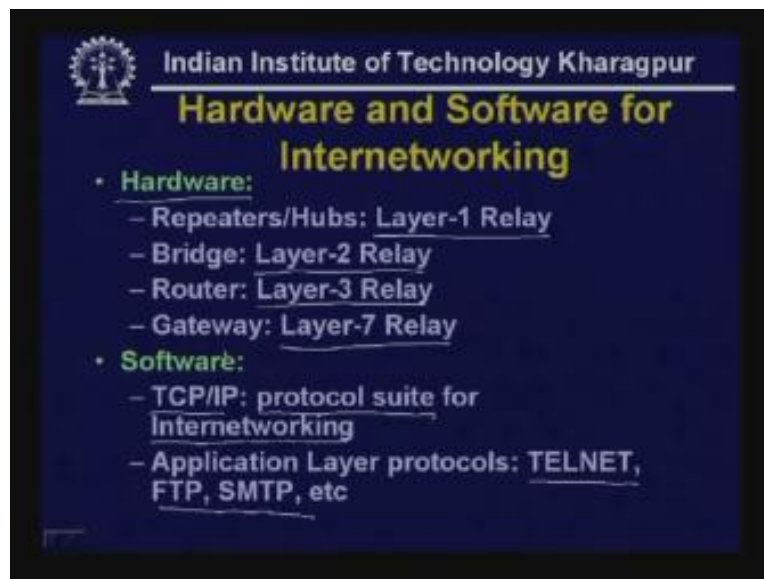 Indian Institute of Technology Kharagpur
Hardware and Software for
Internetworking
• Hardware:
– Repeaters/Hubs: Layer-1 Relay
– Bridge: Layer-2 Relay
– Router: Layer-3 Relay
– Gateway: Layer-7 Relay
• Software:
– TCP/IP: protocol suite for
Internetworking
– Application Layer protocols: TELNET,
FTP, SMTP, etc